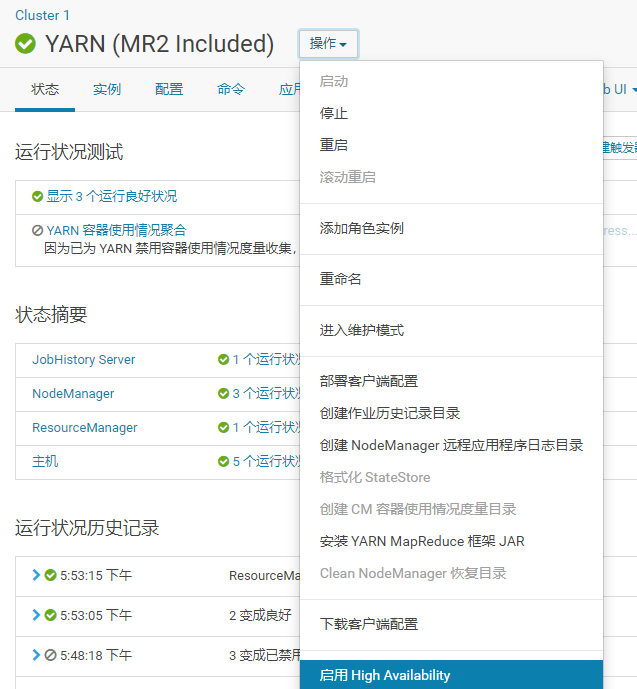 Cluster 1
YARN (MR2 Included)
操作
状态 实例 配置 命令 应
b UI
启动
停止
重启
滚动重启
添加角色实例
重命名
进入维护模式
部署客户端配置
创建作业历史记录目录
创建 NodeManager 远程应用程序日志目录
格式化 StateStore
创建 CM 容器使用情况度量目录
安装 YARN MapReduce 框架 JAR
Clean NodeManager 恢复目录
下载客户端配置
启用 High Availability
运行状况测试
建触发器
显示 3 个运行良好状况
YARN 容器使用情况聚合
ress...
因为已为 YARN 禁用容器使用情况度量收集，
状态摘要
JobHistory Server 1 个运行状况
NodeManager 3 个运行状况
ResourceManager 1 个运行状况
主机 5 个运行状况
运行状况历史记录
5:53:15 下午 ResourceMa
5:53:05 下午 2 变成良好
5:48:18 下午 3 变成已禁用